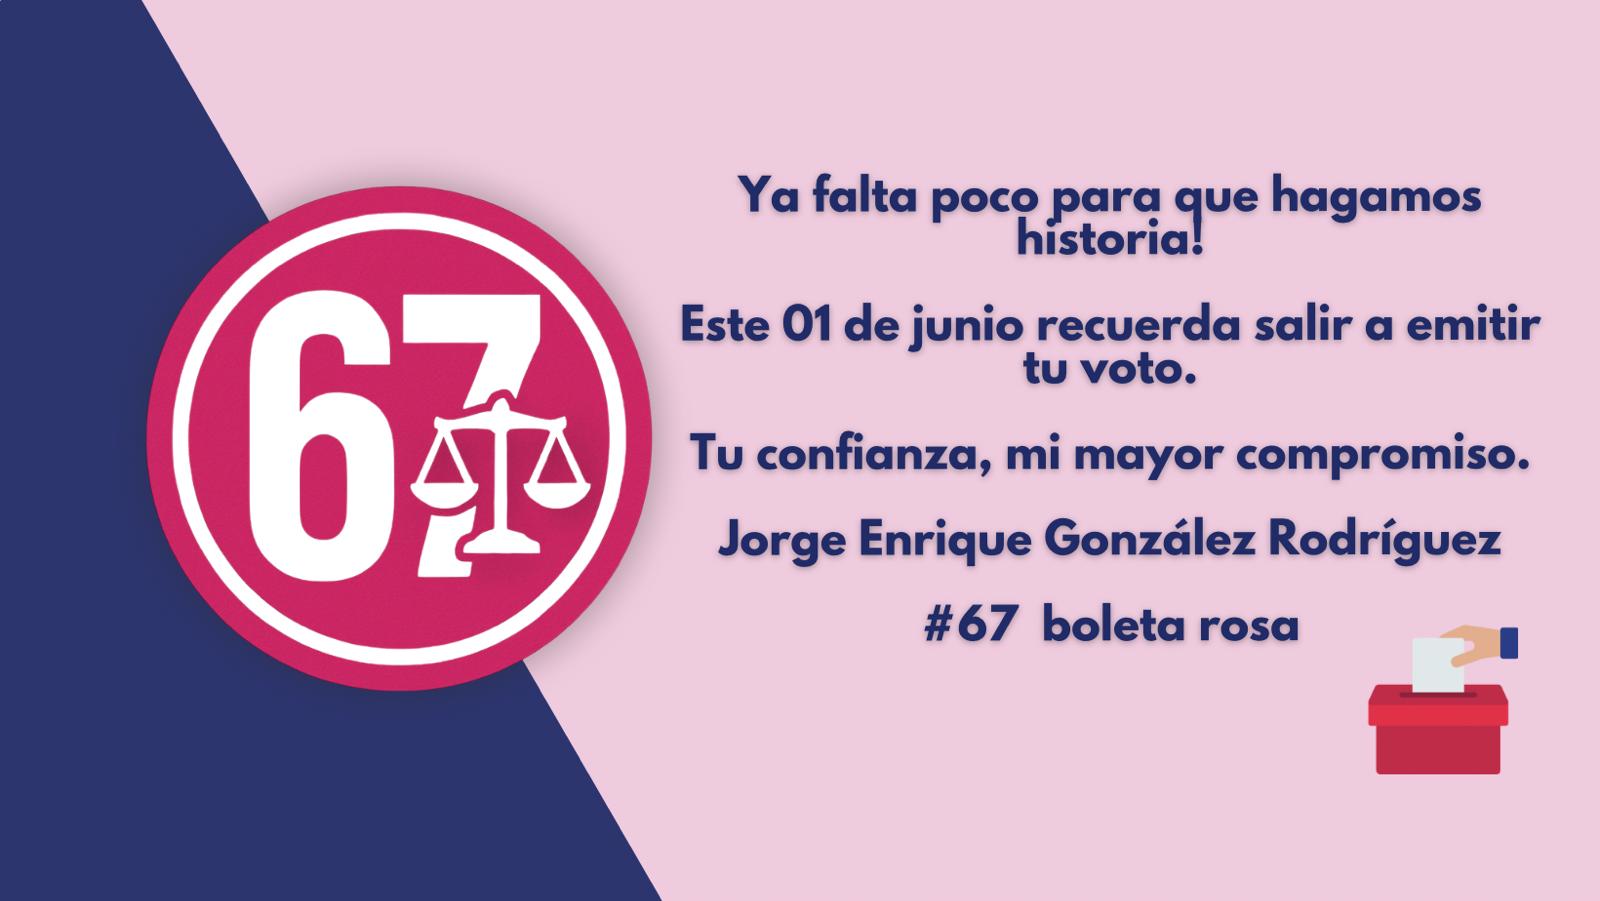 67
Ya falta poco para que hagamos
historia!
Este 01 de junio recuerda salir a emitir
tu voto.
Tu confianza, mi mayor compromiso.
Jorge Enrique González Rodríguez
#67 boleta rosa